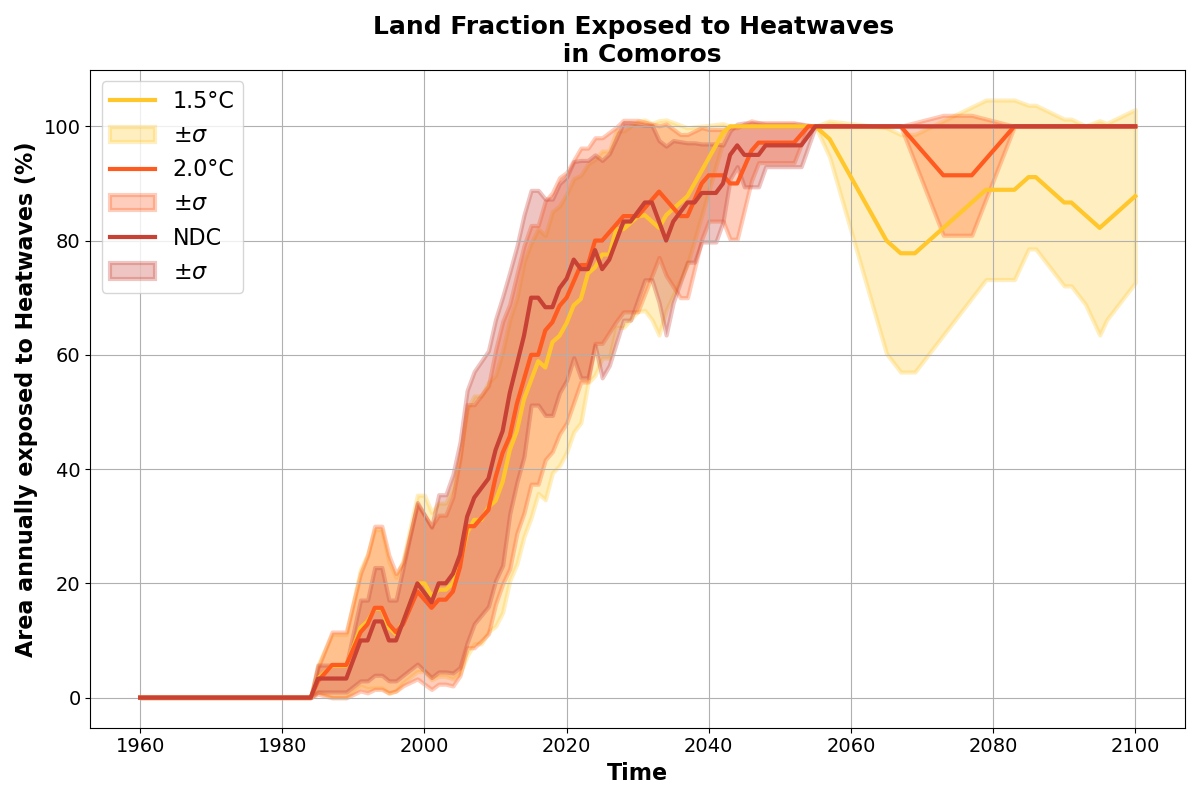 Land Fraction Exposed to Heatwaves
in Comoros
1.5°C
±σ
2.0°C
±σ
NDC
±σ
Area annually exposed to Heatwaves (%)
100
80
60
40
20
0
1960 1980 2000 2020 2040 2060 2080 2100
Time